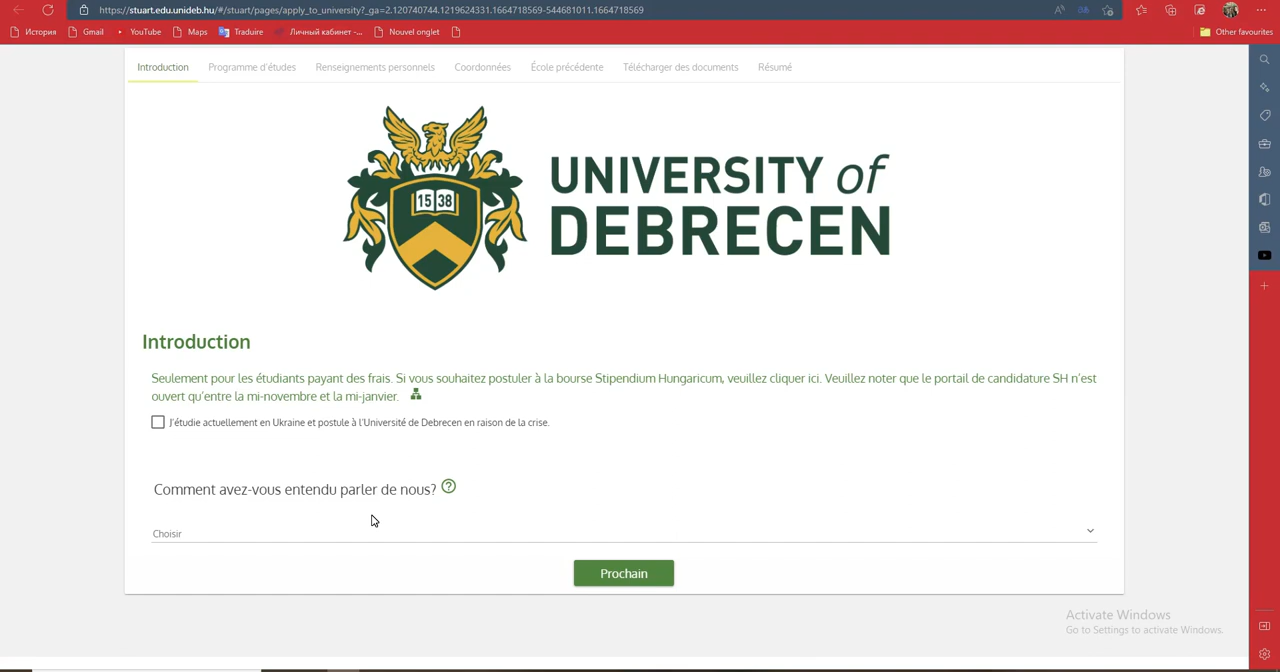 https://stuart.edu.unideb.hu/#/stuart/pages/apply_to_university?_ga=2.120740744.1219624331.1664718569-544681011.1664718569
История Gmail YouTube Maps Traduire Личный кабинет -... Nouvel onglet Other favourites
Introduction Programme d'études Renseignements personnels Coordonnées École précédente Télécharger des documents Résumé
15 38
UNIVERSITY of
DEBRECEN
Introduction
Seulement pour les étudiants payant des frais. Si vous souhaitez postuler à la bourse Stipendium Hungaricum, veuillez cliquer ici. Veuillez noter que le portail de candidature SH n'est
ouvert qu'entre la mi-novembre et la mi-janvier.
J'étudie actuellement en Ukraine et postule à l'Université de Debrecen en raison de la crise.
Comment avez-vous entendu parler de nous?
Choisir
Prochain
Activate Windows
Go to Settings to activate Windows.